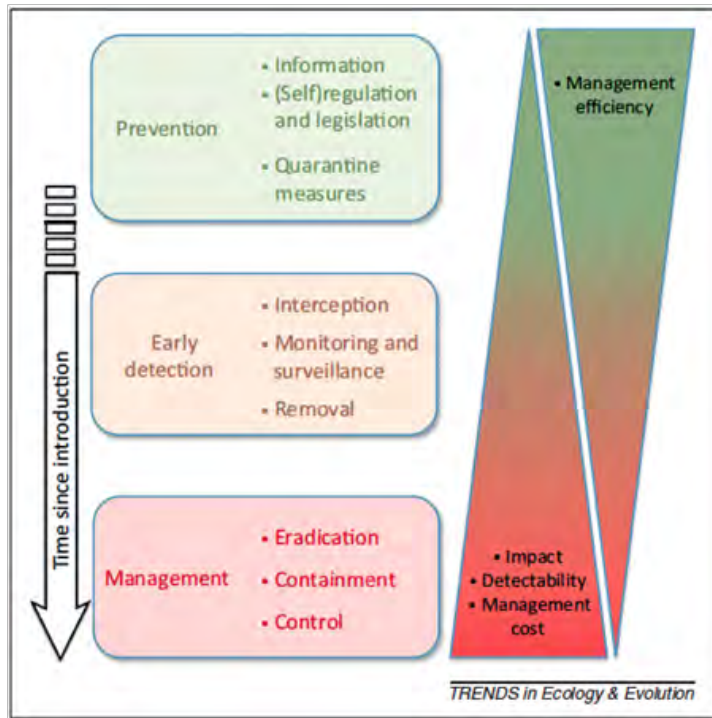 Prevention
▪ Information
▪ (Self)regulation
and legislation
▪ Quarantine
measures
▪ Management
efficiency
Time since introduction
Early
detection
▪ Interception
▪ Monitoring and
surveillance
▪ Removal
Management
▪ Eradication
▪ Containment
▪ Control
▪ Impact
▪ Detectability
▪ Management
cost
TRENDS in Ecology & Evolution